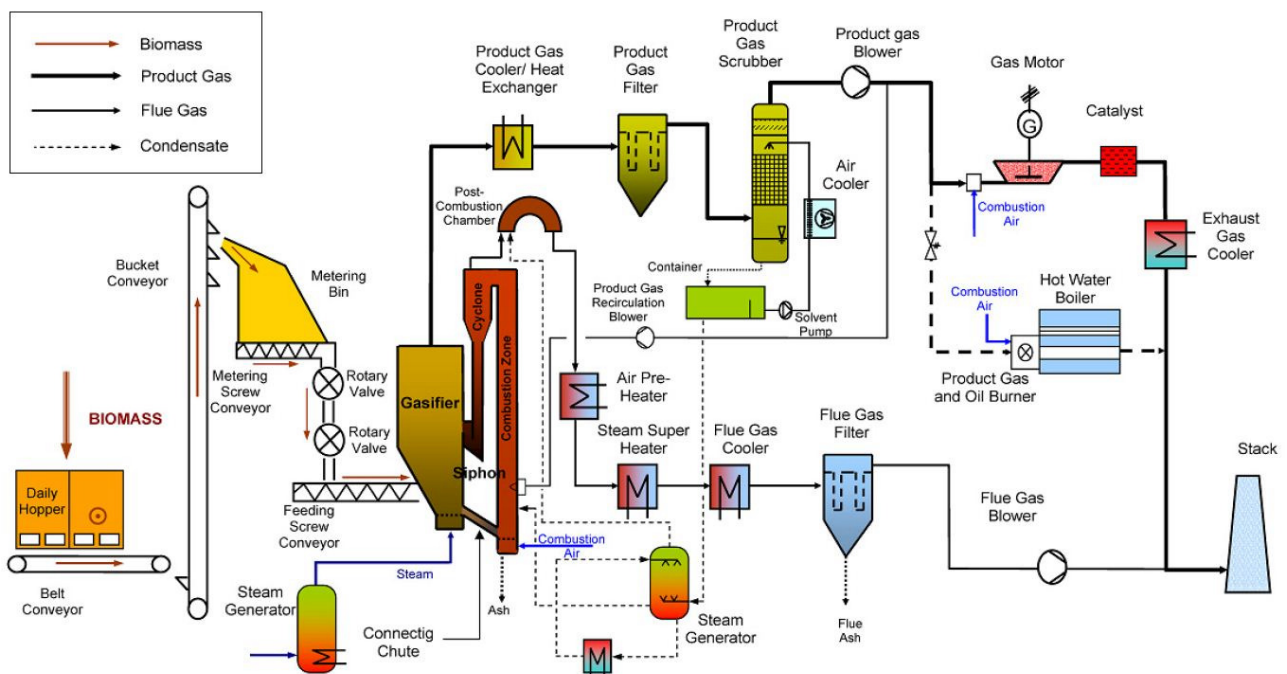 Biomass
Product Gas
Flue Gas
Condensate
Product Gas
Cooler/ Heat
Exchanger
Product
Gas
Filter
Product
Gas
Scrubber
Product gas
Blower
Gas Motor
G
Catalyst
Post-
Combustion
Chamber
Air
Cooler
Combustion
Air
Exhaust
Gas
Cooler
Bucket
Conveyor
Metering
Bin
Cyclone
Combustion Zone
Container
Product Gas
Recirculation
Blower
Solvent
Pump
Combustion
Air
Hot Water
Boiler
Product Gas
and Oil Burner
Metering
Screw
Conveyor
Rotary
Valve
Rotary
Valve
Gasifier
Siphon
Air Pre-
Heater
Steam Super
Heater
Flue Gas
Cooler
Flue Gas
Filter
BIOMASS
Daily
Hopper
Feeding
Screw
Conveyor
Stack
Flue Gas
Blower
Combustion
Air
Belt
Conveyor
Steam
Steam
Generator
Ash
Connectig
Chute
Steam
Generator
Flue
Ash